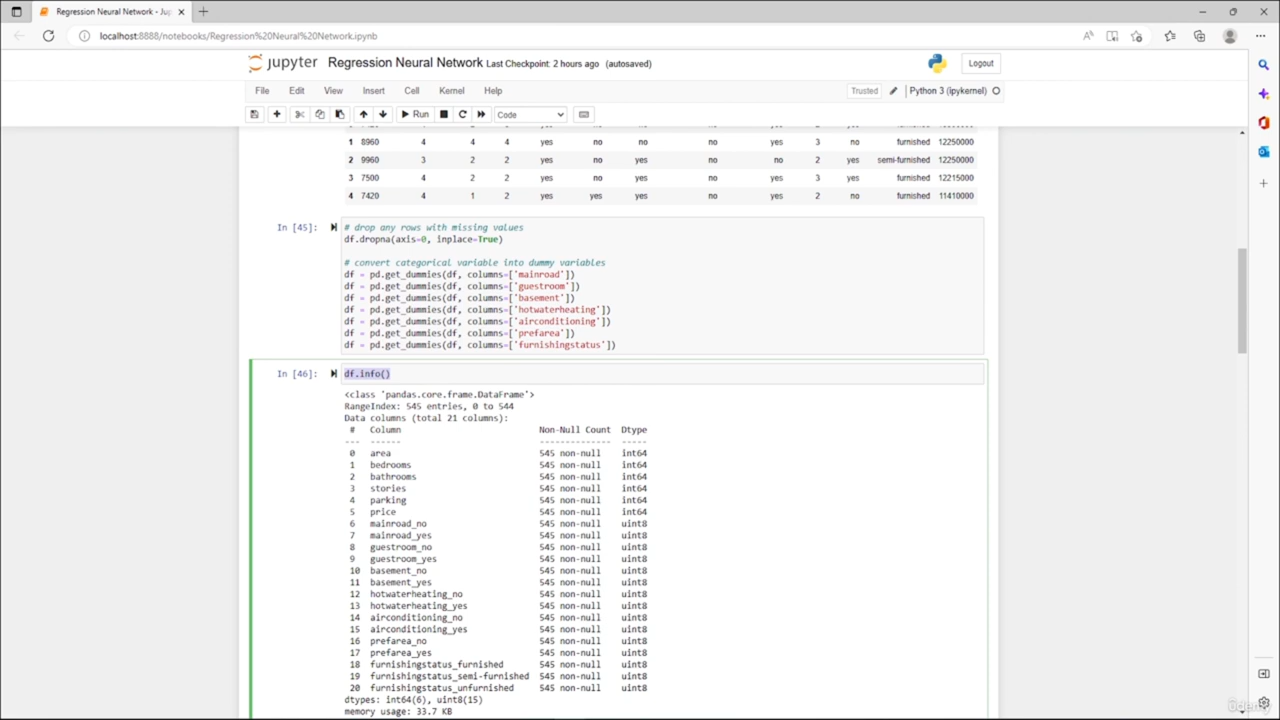 Regression Neural Network - Ju
localhost:8888/notebooks/Regression%20Neural%20Network.ipynb
jupyter Regression Neural Network Last Checkpoint: 2 hours ago (autosaved)
Logout
File Edit View Insert Cell Kernel Help
Trusted Python 3 (ipykernel)
Run Code
1 8960 4 4 4 yes no no no yes 3 no furnished 12250000
2 9960 3 2 2 yes no yes no no 2 yes semi-furnished 12250000
3 7500 4 2 2 yes no yes no yes 3 yes furnished 12215000
4 7420 4 1 2 yes yes yes no yes 2 no furnished 11410000
In [45]:
# drop any rows with missing values
df.dropna(axis=0, inplace=True)
# convert categorical variable into dummy variables
df = pd.get_dummies(df, columns=['mainroad'])
df = pd.get_dummies(df, columns=['guestroom'])
df = pd.get_dummies(df, columns=['basement'])
df = pd.get_dummies(df, columns=['hotwaterheating'])
df = pd.get_dummies(df, columns=['airconditioning'])
df = pd.get_dummies(df, columns=['prefarea'])
df = pd.get_dummies(df, columns=['furnishingstatus'])
In [46]: df.info()
<class 'pandas.core.frame.DataFrame'>
RangeIndex: 545 entries, 0 to 544
Data columns (total 21 columns):
# Column Non-Null Count Dtype
--- ------ -------------- -----
0 area 545 non-null int64
1 bedrooms 545 non-null int64
2 bathrooms 545 non-null int64
3 stories 545 non-null int64
4 parking 545 non-null int64
5 price 545 non-null int64
6 mainroad_no 545 non-null uint8
7 mainroad_yes 545 non-null uint8
8 guestroom_no 545 non-null uint8
9 guestroom_yes 545 non-null uint8
10 basement_no 545 non-null uint8
11 basement_yes 545 non-null uint8
12 hotwaterheating_no 545 non-null uint8
13 hotwaterheating_yes 545 non-null uint8
14 airconditioning_no 545 non-null uint8
15 airconditioning_yes 545 non-null uint8
16 prefarea_no 545 non-null uint8
17 prefarea_yes 545 non-null uint8
18 furnishingstatus_furnished 545 non-null uint8
19 furnishingstatus_semi-furnished 545 non-null uint8
20 furnishingstatus_unfurnished 545 non-null uint8
dtypes: int64(6), uint8(15)
memory usage: 33.7 KB